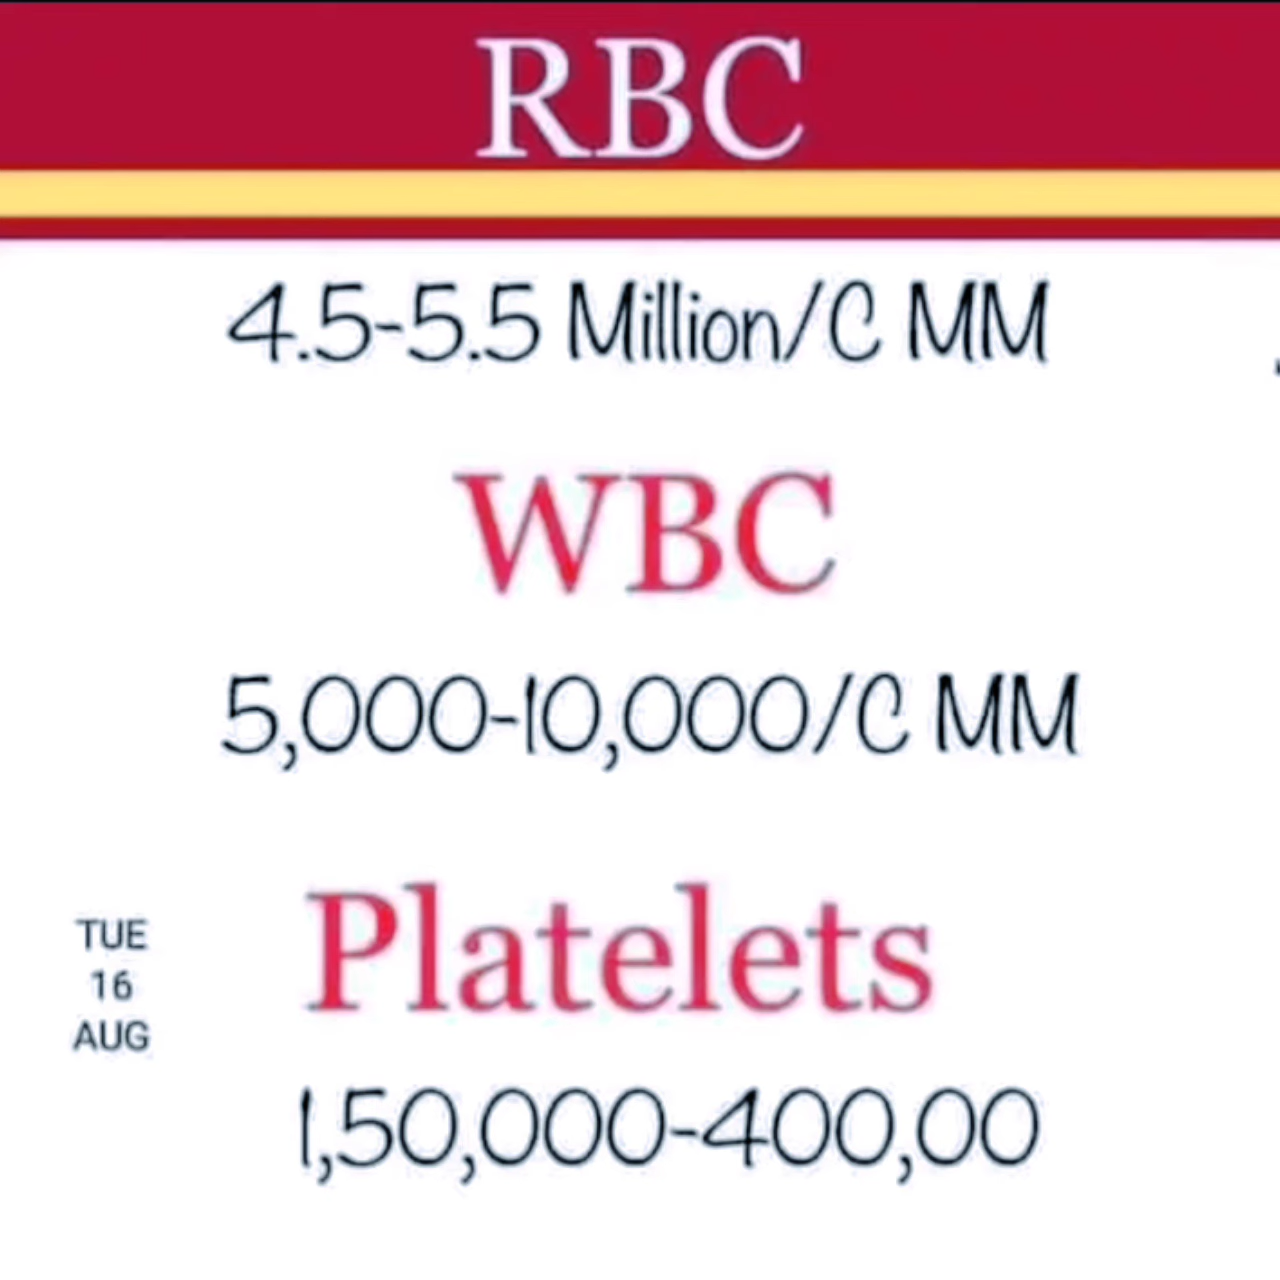 RBC
4.5-5.5 Million/C MM
WBC
5,000-10,000/C MM
Platelets
TUE
16
AUG
1,50,000-400,00